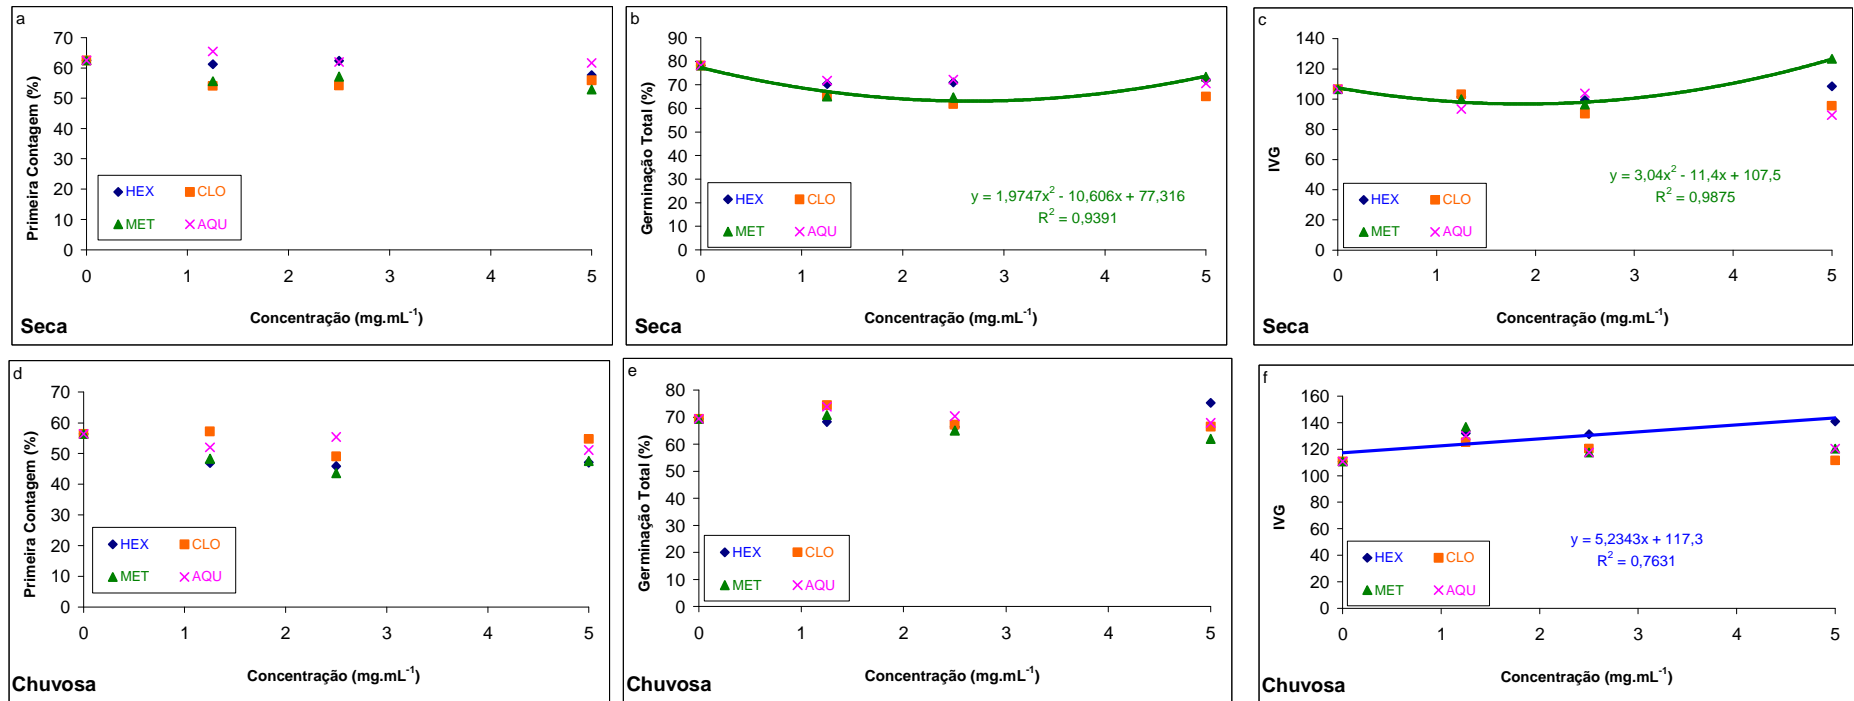 a
Primeira Contagem (%)
70
60
50
40
30
20
10
0
HEX CLO
MET AQU
0 1 2 3 4 5
Concentração (mg.mL-1)
Seca
b
Germinação Total (%)
90
80
70
60
50
40
30
20
10
0
HEX CLO
MET AQU
y = 1,9747x2 - 10,606x + 77,316
R2 = 0,9391
0 1 2 3 4 5
Concentração (mg.mL-1)
Seca
c
IVG
140
120
100
80
60
40
20
0
y = 3,04x2 - 11,4x + 107,5
R2 = 0,9875
HEX CLO
MET AQU
0 1 2 3 4 5
Concentração (mg.mL-1)
Seca
d
Primeira Contagem (%)
70
60
50
40
30
20
10
0
HEX CLO
MET AQU
0 1 2 3 4 5
Concentração (mg.mL-1)
Chuvosa
e
Germinação Total (%)
80
70
60
50
40
30
20
10
0
HEX CLO
MET AQU
0 1 2 3 4 5
Concentração (mg.mL-1)
Chuvosa
f
IVG
160
140
120
100
80
60
40
20
0
y = 5,2343x + 117,3
R2 = 0,7631
HEX CLO
MET AQU
0 1 2 3 4 5
Concentração (mg.mL-1)
Chuvosa